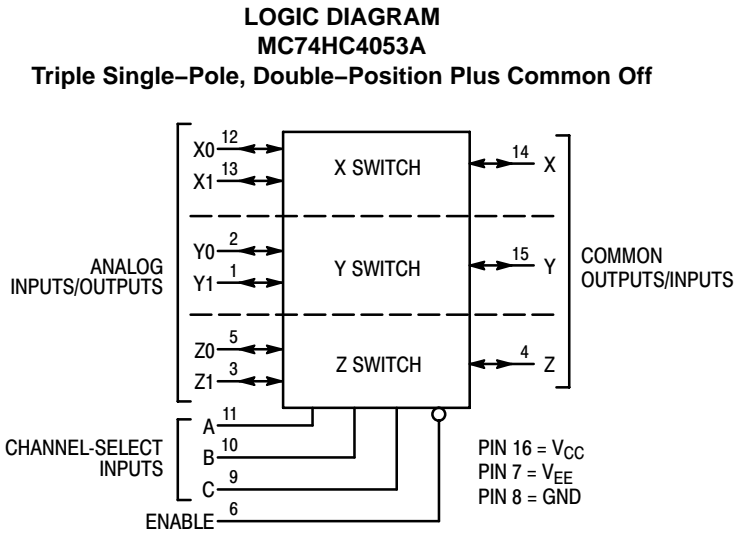 LOGIC DIAGRAM
MC74HC4053A
Triple Single–Pole, Double–Position Plus Common Off
X0 12
X1 13
X SWITCH
14 X
Y0 2
Y1 1
Y SWITCH
15 Y
ANALOG
INPUTS/OUTPUTS
COMMON
OUTPUTS/INPUTS
Z0 5
Z1 3
Z SWITCH
4 Z
CHANNEL-SELECT
INPUTS
A 11
B 10
C 9
ENABLE 6
PIN 16 = VCC
PIN 7 = VEE
PIN 8 = GND